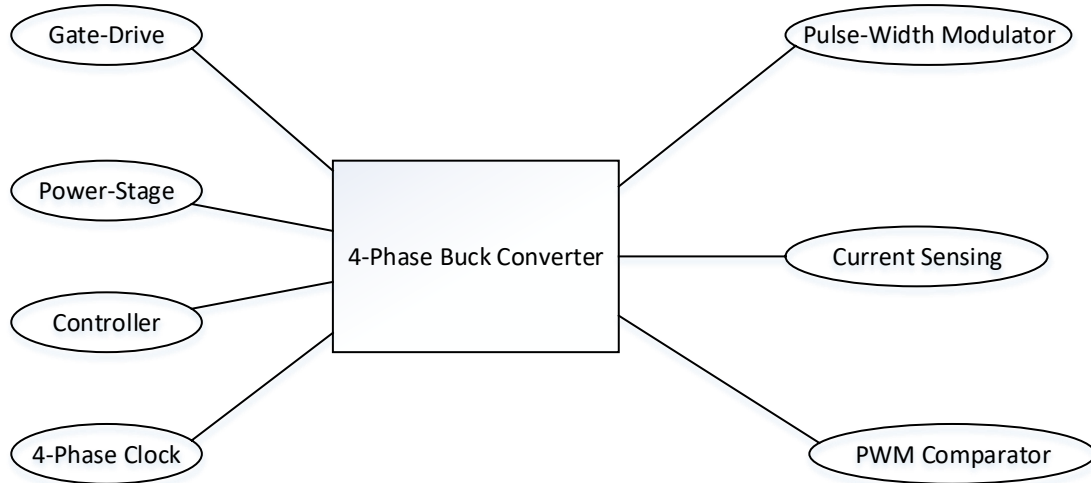 Gate-Drive
Pulse-Width Modulator
Power-Stage
4-Phase Buck Converter
Current Sensing
Controller
4-Phase Clock
PWM Comparator